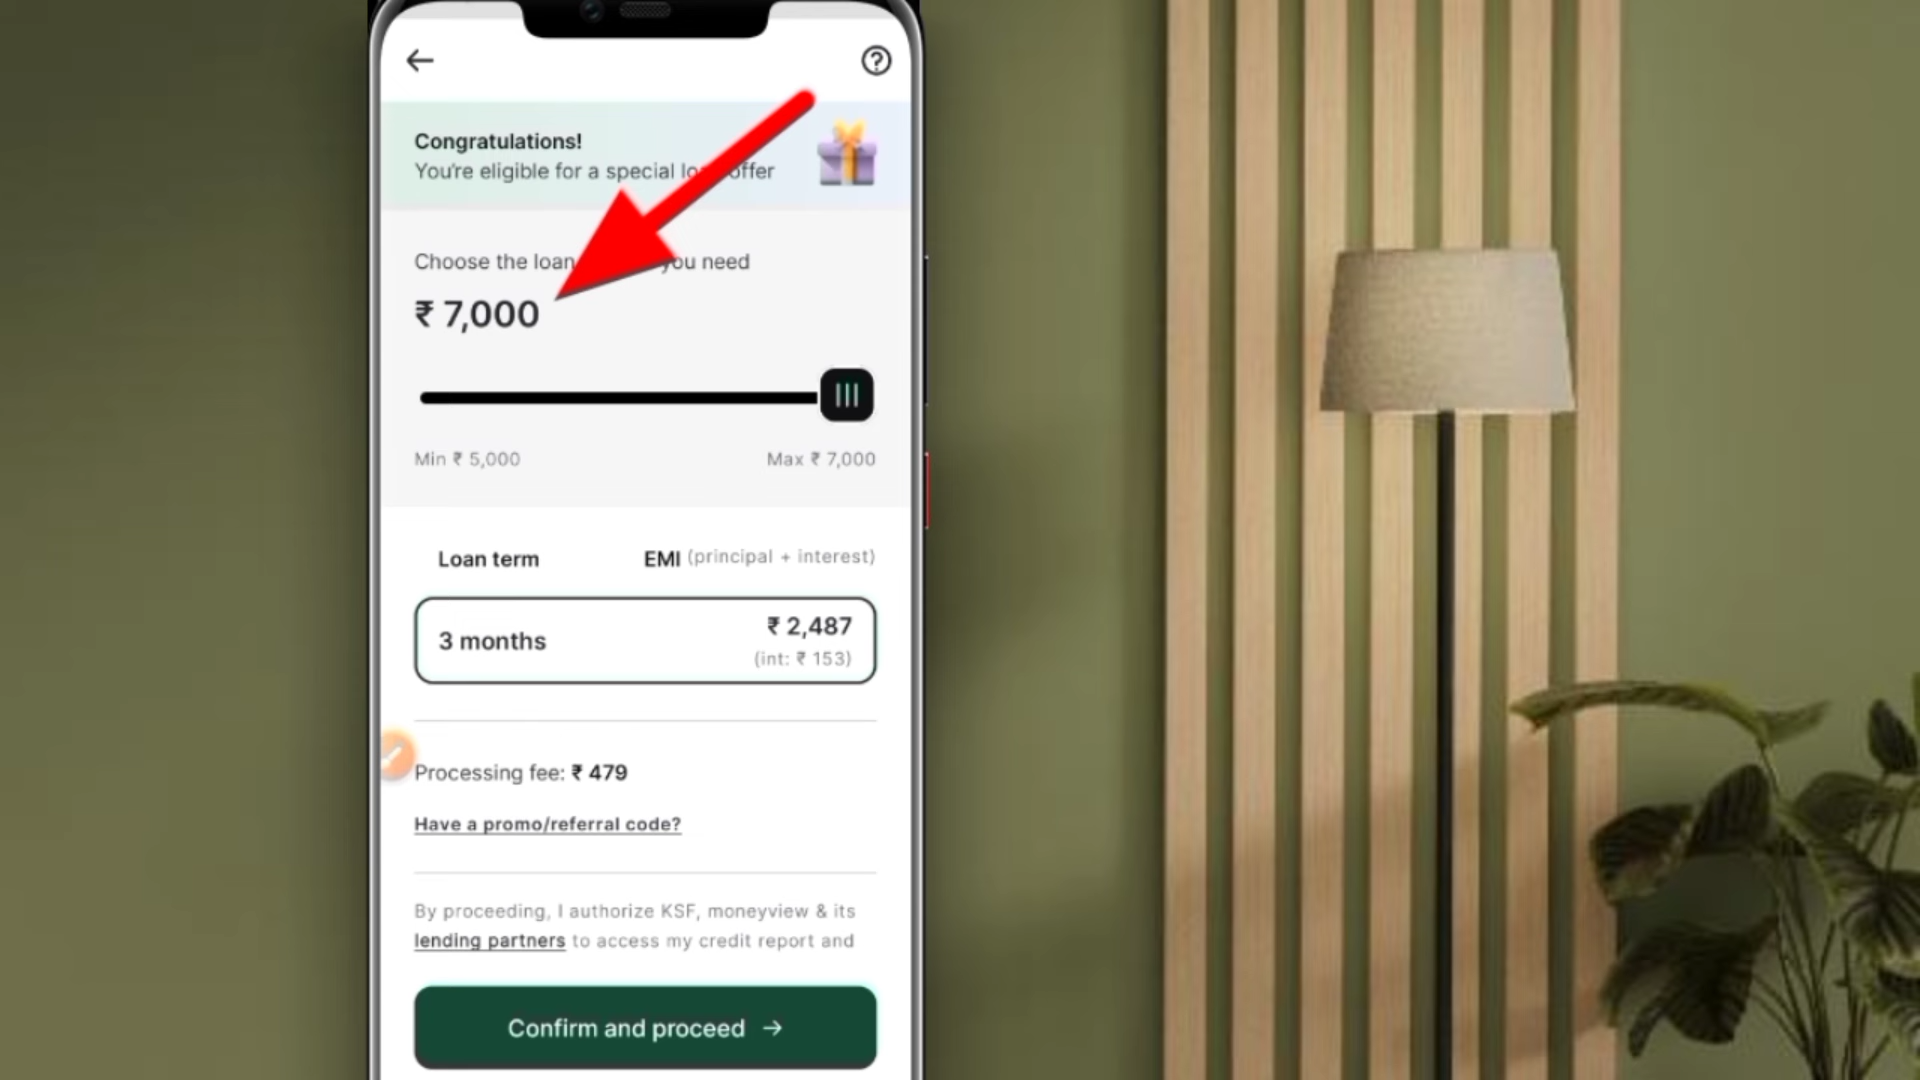 Congratulations!
You're eligible for a special lo offer
Choose the loan you need
₹ 7,000
Min ₹ 5,000 Max ₹ 7,000
Loan term EMI (principal + interest)
3 months ₹ 2,487
(int: ₹ 153)
Processing fee: ₹ 479
Have a promo/referral code?
By proceeding, I authorize KSF, moneyview & its
lending partners to access my credit report and
Confirm and proceed →